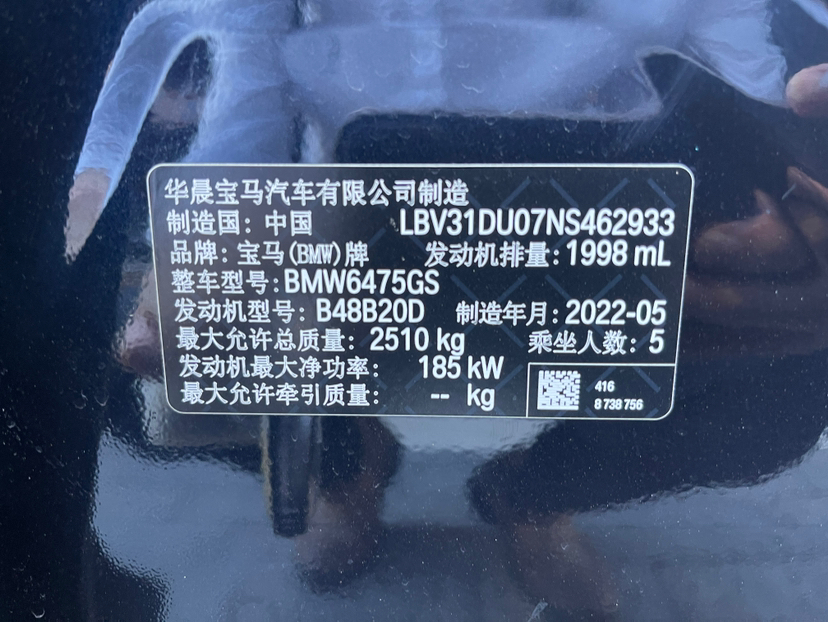 华晨宝马汽车有限公司制造
制造国: 中国 LBV31DU07NS462933
品牌: 宝马(BMW)牌 发动机排量: 1998 mL
整车型号: BMW6475GS
发动机型号: B48B20D 制造年月: 2022-05
最大允许总质量: 2510 kg 乘坐人数: 5
发动机最大净功率: 185 kW
最大允许牵引质量: -- kg
416
8 738 756